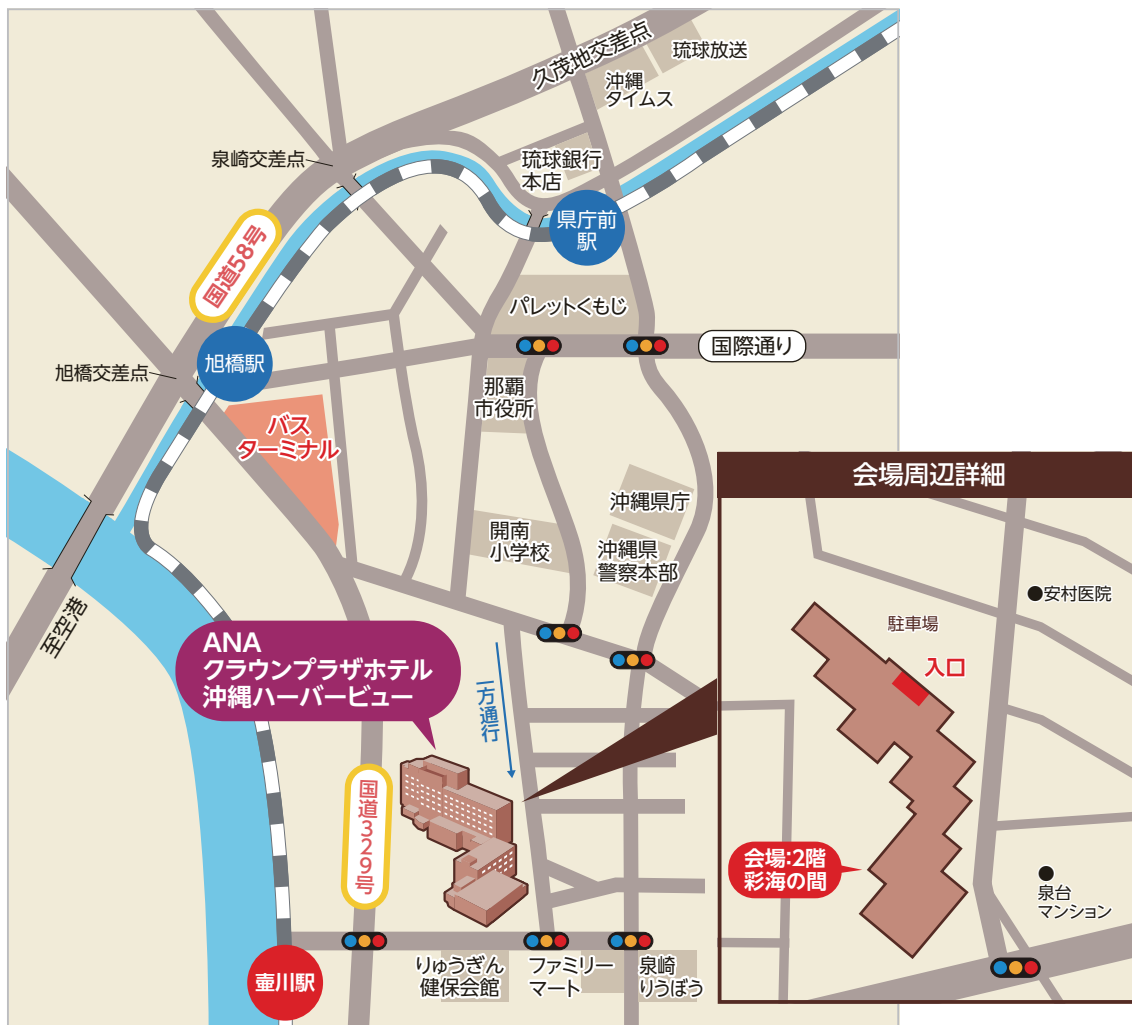 久茂地交差点
琉球放送
沖縄
タイムス
泉崎交差点
琉球銀行
本店
県庁前
駅
国道58号
パレットくもじ
国際通り
旭橋駅
旭橋交差点
那覇
市役所
バス
ターミナル
会場周辺詳細
沖縄県庁
開南
小学校
沖縄県
警察本部
至空港
安村医院
駐車場
入口
ANA
クラウンプラザホテル
沖縄ハーバービュー
一方通行
国道329号
会場:2階
彩海の間
泉台
マンション
りゅうぎん
健保会館
ファミリー
マート
泉崎
りうぼう
壷川駅